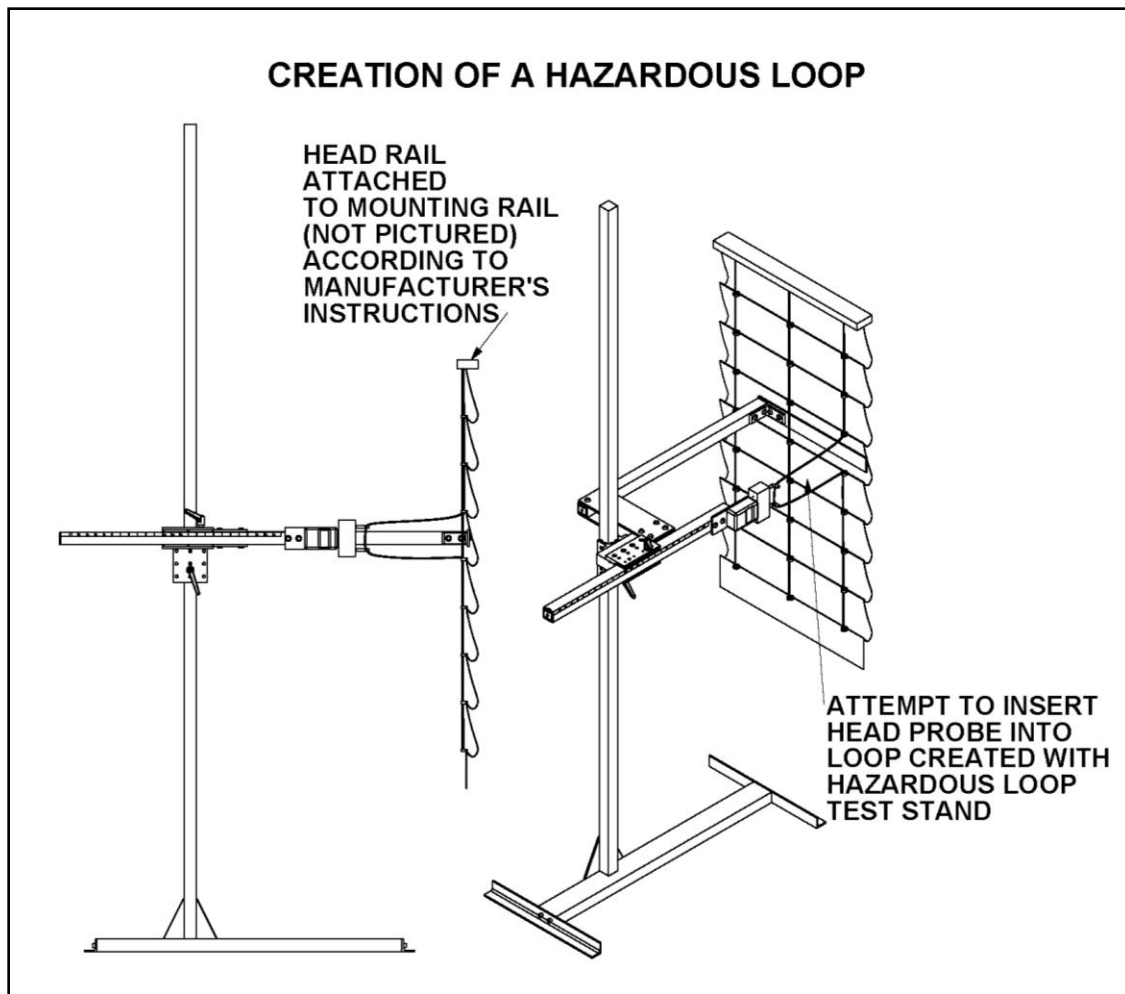 CREATION OF A HAZARDOUS LOOP
HEAD RAIL
ATTACHED
TO MOUNTING RAIL
(NOT PICTURED)
ACCORDING TO
MANUFACTURER'S
INSTRUCTIONS
ATTEMPT TO INSERT
HEAD PROBE INTO
LOOP CREATED WITH
HAZARDOUS LOOP
TEST STAND